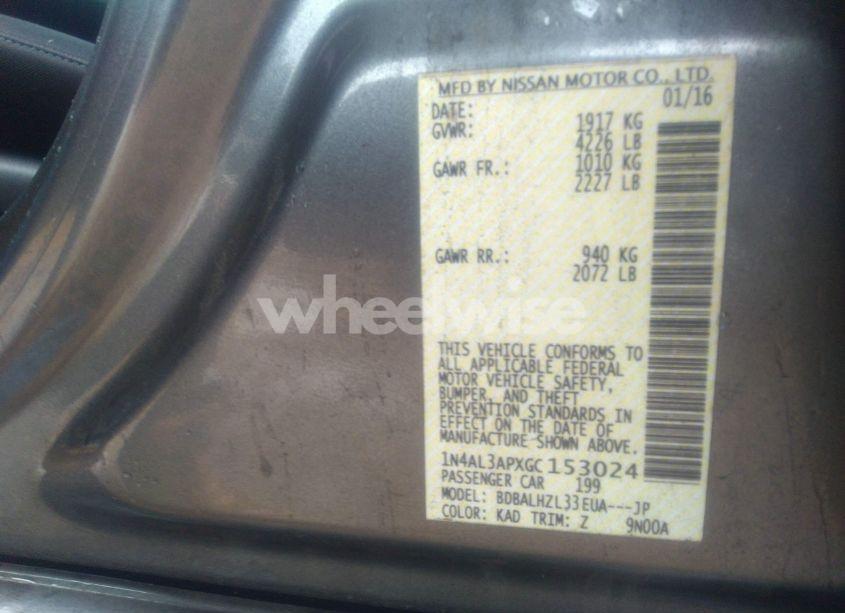 MFD BY NISSAN MOTOR CO., LTD.
DATE: 01/16
GVWR: 1917 KG
4226 LB
GAWR FR.: 1010 KG
2227 LB
GAWR RR.: 940 KG
2072 LB
wheelwise
THIS VEHICLE CONFORMS TO
ALL APPLICABLE FEDERAL
MOTOR VEHICLE SAFETY,
BUMPER, AND THEFT
PREVENTION STANDARDS IN
EFFECT ON THE DATE OF
MANUFACTURE SHOWN ABOVE.
1N4AL3APXGC153024
PASSENGER CAR 199
MODEL: BDBALHZL33EUA---JP
COLOR: KAD TRIM: Z 9N00A